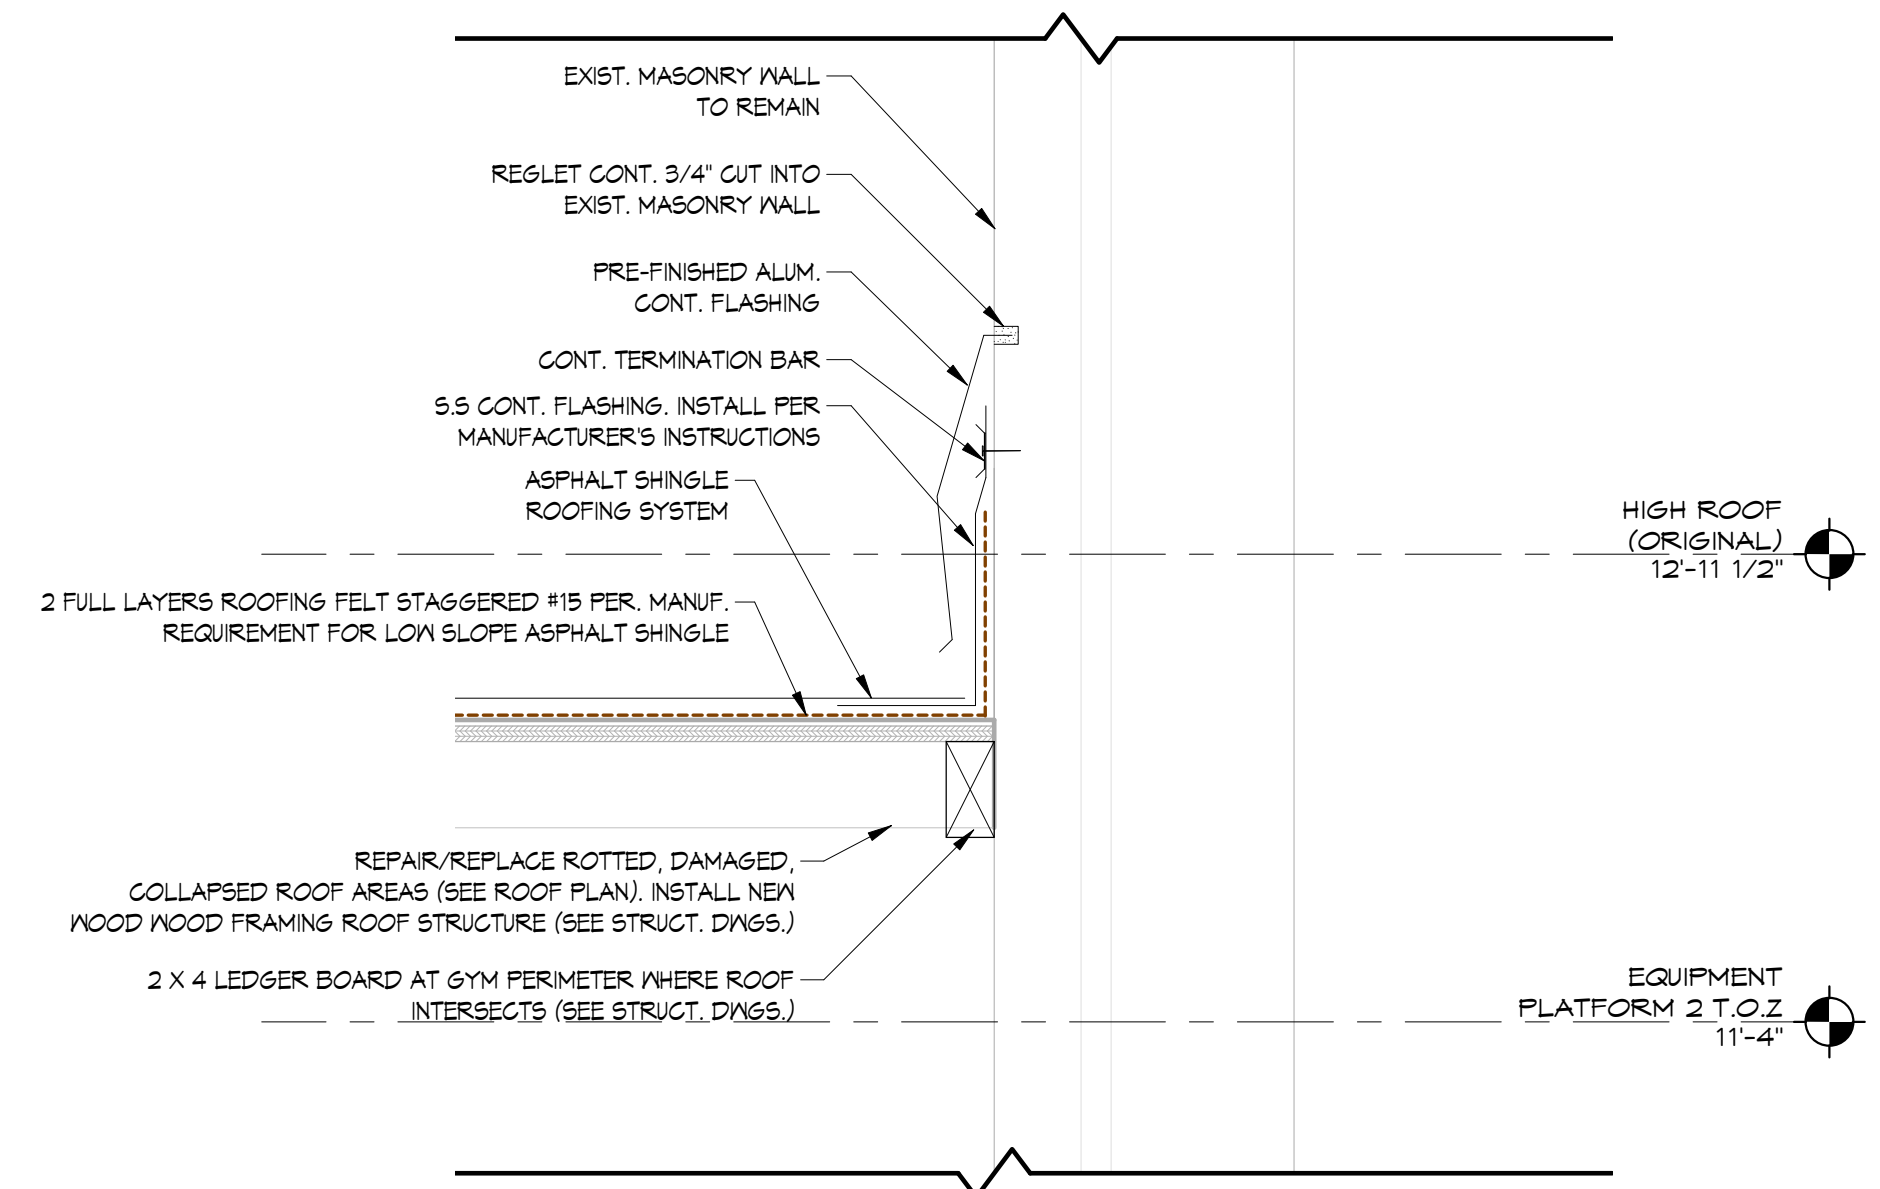 EXIST. MASONRY WALL
TO REMAIN
REGLET CONT. 3/4" CUT INTO
EXIST. MASONRY WALL
PRE-FINISHED ALUM.
CONT. FLASHING
CONT. TERMINATION BAR
S.S CONT. FLASHING. INSTALL PER
MANUFACTURER'S INSTRUCTIONS
ASPHALT SHINGLE
ROOFING SYSTEM
2 FULL LAYERS ROOFING FELT STAGGERED #15 PER. MANUF.
REQUIREMENT FOR LOW SLOPE ASPHALT SHINGLE
REPAIR/REPLACE ROTTED, DAMAGED,
COLLAPSED ROOF AREAS (SEE ROOF PLAN). INSTALL NEW
WOOD WOOD FRAMING ROOF STRUCTURE (SEE STRUCT. DWGS.)
2 X 4 LEDGER BOARD AT GYM PERIMETER WHERE ROOF
INTERSECTS (SEE STRUCT. DWGS.)
HIGH ROOF
(ORIGINAL)
12'-11 1/2"
EQUIPMENT
PLATFORM 2 T.O.Z
11'-4"